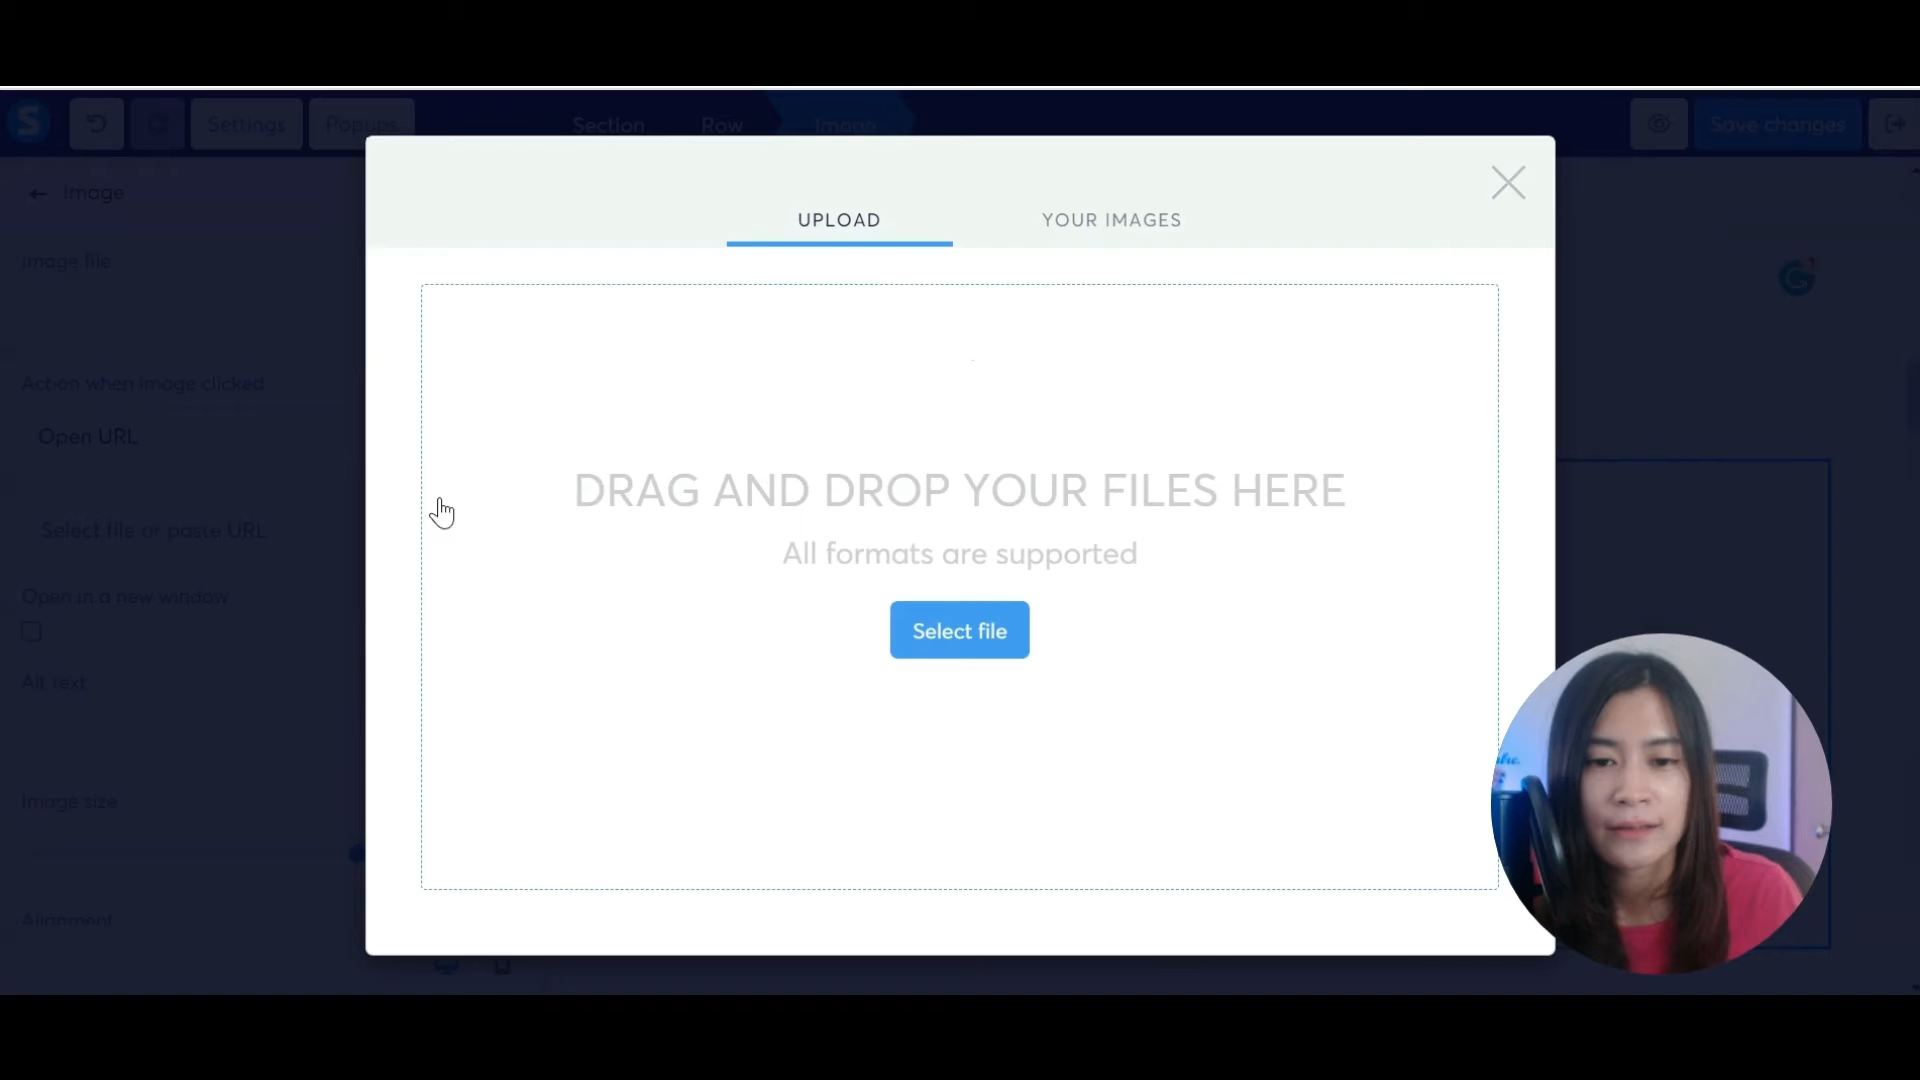 S
Settings
Popups
Section
Row
Image
Save changes
Image
UPLOAD
YOUR IMAGES
Image file
Action when image clicked
Open URL
DRAG AND DROP YOUR FILES HERE
Select file or paste URL
All formats are supported
Open in a new window
Select file
Alt text
Image size
Alignment